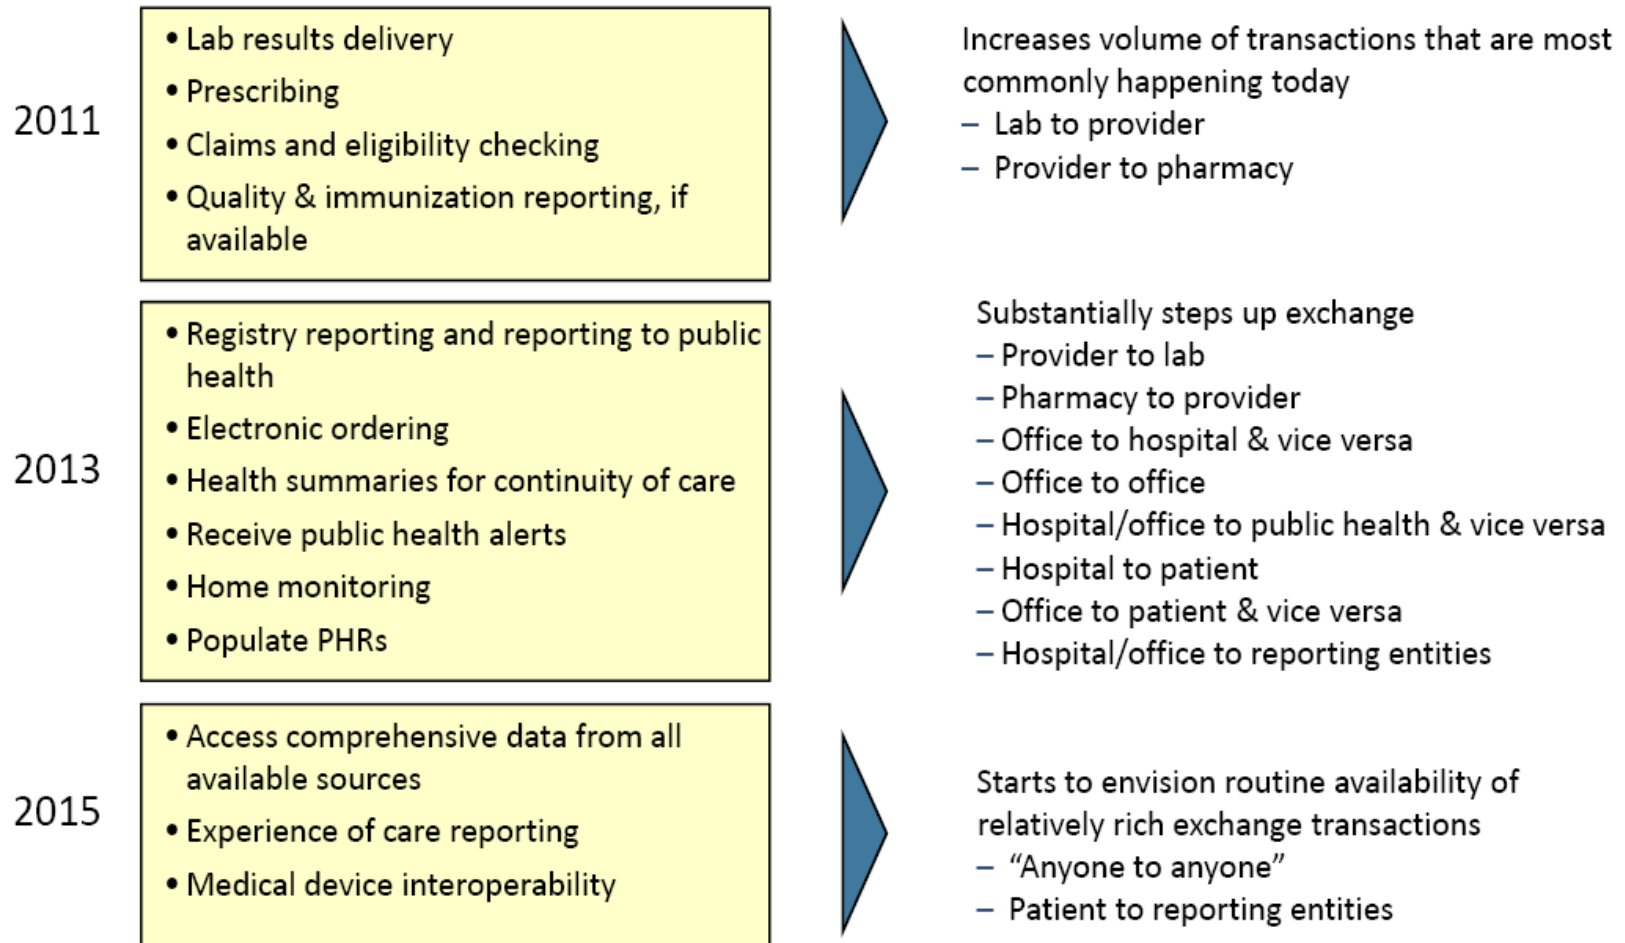 2011
• Lab results delivery
• Prescribing
• Claims and eligibility checking
• Quality & immunization reporting, if
available
Increases volume of transactions that are most
commonly happening today
– Lab to provider
– Provider to pharmacy
2013
• Registry reporting and reporting to public
health
• Electronic ordering
• Health summaries for continuity of care
• Receive public health alerts
• Home monitoring
• Populate PHRs
Substantially steps up exchange
– Provider to lab
– Pharmacy to provider
– Office to hospital & vice versa
– Office to office
– Hospital/office to public health & vice versa
– Hospital to patient
– Office to patient & vice versa
– Hospital/office to reporting entities
2015
• Access comprehensive data from all
available sources
• Experience of care reporting
• Medical device interoperability
Starts to envision routine availability of
relatively rich exchange transactions
– “Anyone to anyone”
– Patient to reporting entities